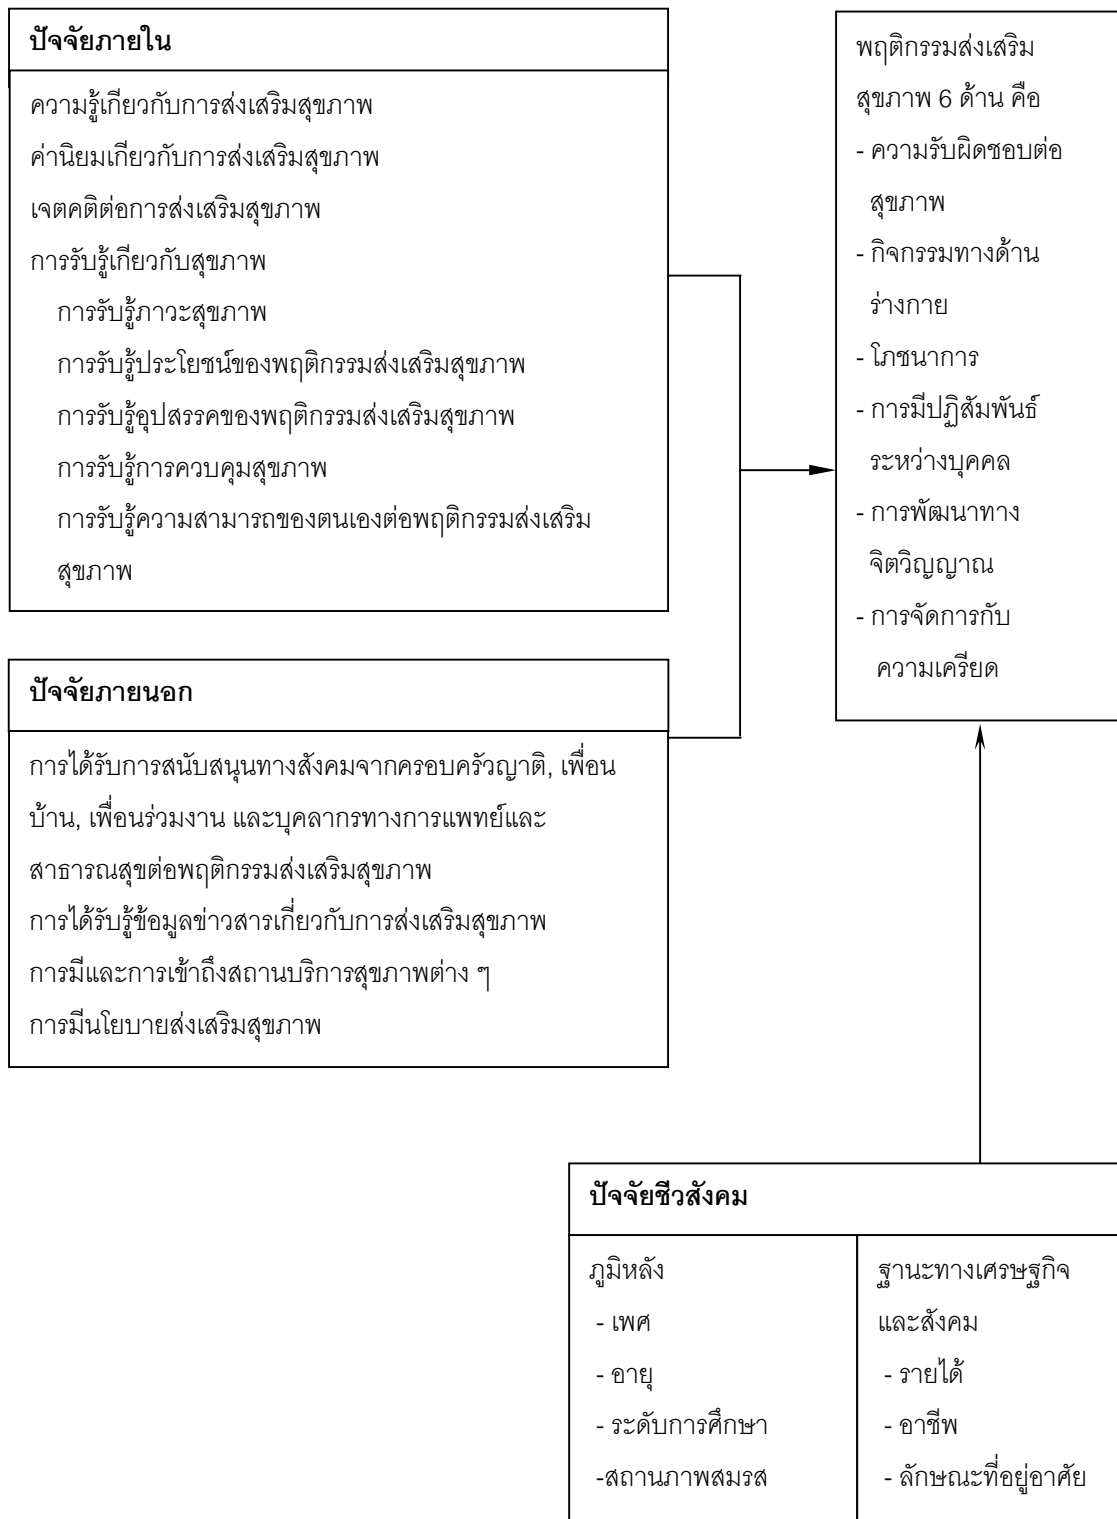 ปัจจัยภายใน
ความรู้เกียวกับการส่งเสริมสุขภาพ
ค่านิยมเกียวกับการส่งเสริมสุขภาพ
เจตคติต่อการส่งเสริมสุขภาพ
การรับรู้เกียวกับสุขภาพ
การรับรู้ภาวะสุขภาพ
การรับรู้ประโยชน์ของพฤติกรรมส่งเสริมสุขภาพ
การรับรู้อุปสรรคของพฤติกรรมส่งเสริมสุขภาพ
การรับรู้การควบคุมสุขภาพ
การรับรู้ความสามารถของตนเองต่อพฤติกรรมส่งเสริม
สุขภาพ
ปัจจัยภายนอก
การได้รับการสนับสนุนทางสังคมจากครอบครัวญาติ, เพื่อน
บ้าน, เพื่อนร่วมงาน และบุคลากรทางการแพทย์และ
สาธารณสุขต่อพฤติกรรมส่งเสริมสุขภาพ
การได้รับรู้ข้อมูลข่าวสารเกี่ยวกับการส่งเสริมสุขภาพ
การมีและการเข้าถึงสถานบริการสุขภาพต่าง ๆ
การมีนโยบายส่งเสริมสุขภาพ
พฤติกรรมส่งเสริม
สุขภาพ 6 ด้าน คือ
- ความรับผิดชอบต่อ
สุขภาพ
- กิจกรรมทางด้าน
ร่างกาย
- โภชนาการ
- การมีปฏิสัมพันธ์
ระหว่างบุคคล
- การพัฒนาทาง
จิตวิญญาณ
- การจัดการกับ
ความเครียด
ปัจจัยชีวสังคม
ภูมิหลัง
- เพศ
- อายุ
- ระดับการศึกษา
-สถานภาพสมรส
ฐานะทางเศรษฐกิจ
และสังคม
- รายได้
- อาชีพ
- ลักษณะที่อยู่อาศัย